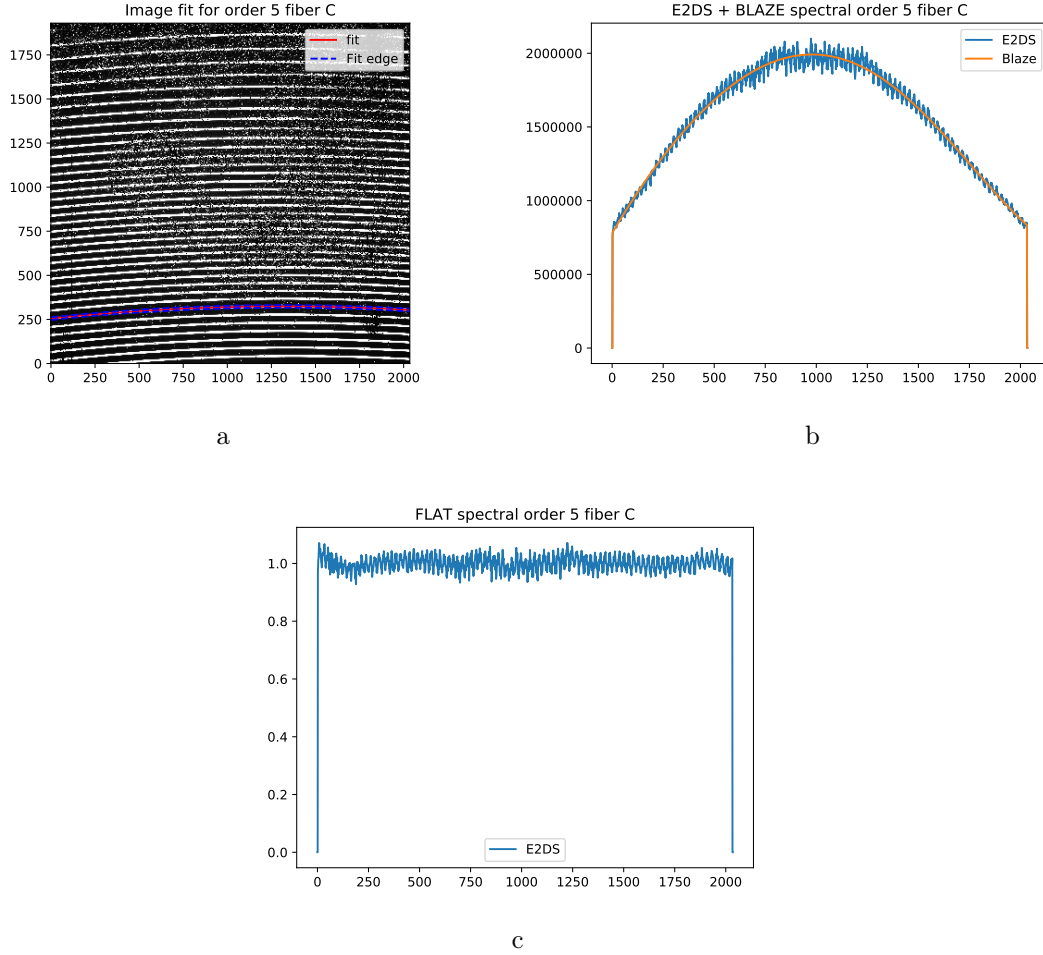 Image fit for order 5 fiber C
fit
Fit edge
1750
1500
1250
1000
750
500
250
0
0 250 500 750 1000 1250 1500 1750 2000
a
E2DS + BLAZE spectral order 5 fiber C
E2DS
Blaze
2000000
1500000
1000000
500000
0
0 250 500 750 1000 1250 1500 1750 2000
b
FLAT spectral order 5 fiber C
1.0
0.8
0.6
0.4
0.2
0.0
E2DS
0 250 500 750 1000 1250 1500 1750 2000
c